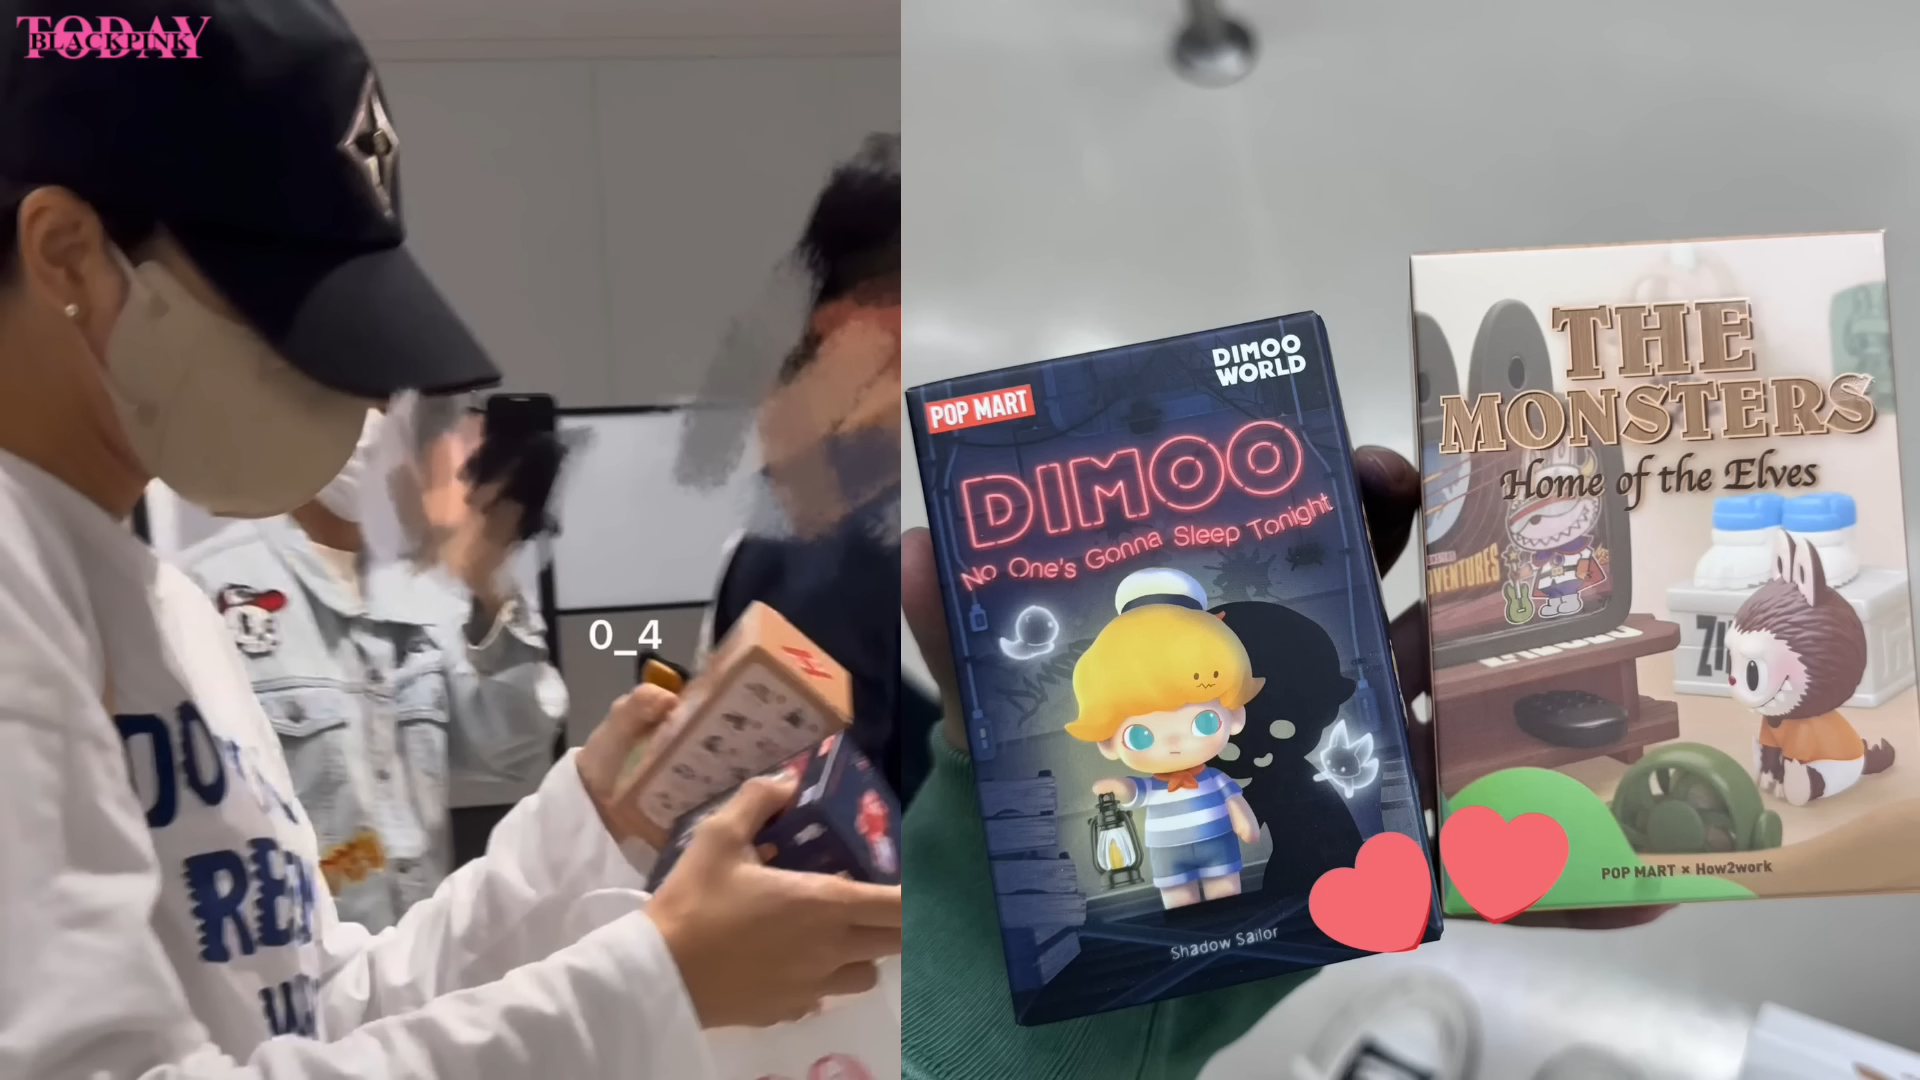 TODAY
BLACKPINK
0_4
POP MART
DIMOO
WORLD
DIMOO
No One's Gonna Sleep Tonight
Shadow Sailor
THE
MONSTERS
Home of the Elves
POP MART × How2work